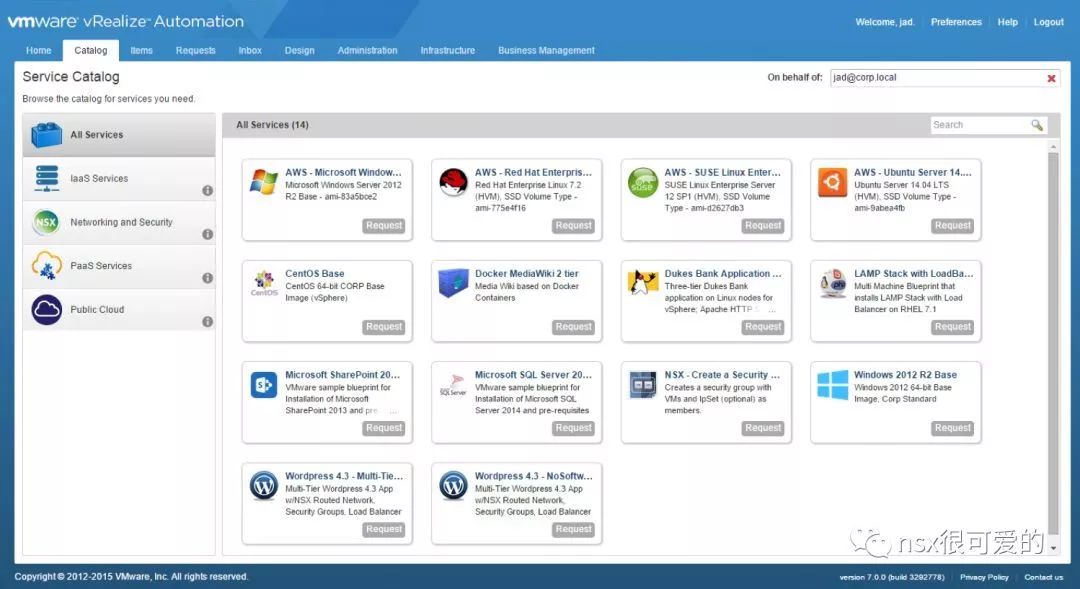 vmware vRealize™ Automation
Welcome, jad.
Preferences
Help
Logout
Home
Catalog
Items
Requests
Inbox
Design
Administration
Infrastructure
Business Management
Service Catalog
On behalf of:
jad@corp.local
Browse the catalog for services you need.
All Services
IaaS Services
NSX
Networking and Security
PaaS Services
Public Cloud
All Services (14)
Search
AWS - Microsoft Window...
Microsoft Windows Server 2012
R2 Base - ami-83a5bce2
Request
AWS - Red Hat Enterpris...
Red Hat Enterprise Linux 7.2
(HVM), SSD Volume Type -
ami-775e4f16
Request
SUSE
AWS - SUSE Linux Enter...
SUSE Linux Enterprise Server
12 SP1 (HVM), SSD Volume
Type - ami-d2627db3
Request
AWS - Ubuntu Server 14....
Ubuntu Server 14.04 LTS
(HVM), SSD Volume Type -
ami-9abea4fb
Request
CentOS
CentOS Base
CentOS 64-bit CORP Base
Image (vSphere)
Request
Docker MediaWiki 2 tier
Media Wiki based on Docker
Containers
Request
Dukes Bank Application ...
Three-tier Dukes Bank
application on Linux nodes for
vSphere; Apache HTTP S ...
Request
php
LAMP Stack with LoadBa...
Multi Machine Blueprint that
installs LAMP Stack with Load
Balancer on RHEL 7.1
Request
S
Microsoft SharePoint 20...
VMware sample blueprint for
Installation of Microsoft
SharePoint 2013 and pre- ...
Request
SQL Server
Microsoft SQL Server 20...
VMware sample blueprint for
Installation of Microsoft SQL
Server 2014 and pre-requisites
Request
NSX - Create a Security ...
Creates a security group with
VMs and IpSet (optional) as
members.
Request
Windows 2012 R2 Base
Windows 2012 64-bit Base
Image, Corp Standard
Request
Wordpress 4.3 - Multi-Tie...
Multi-Tier Wordpress 4.3 App
w/NSX Routed Network,
Security Groups, Load Balancer
Request
Wordpress 4.3 - NoSoftw...
Multi-Tier Wordpress 4.3 App
w/NSX Routed Network,
Security Groups, Load Balancer
Request
nsx很可爱的
Copyright © 2012-2015 VMware, Inc. All rights reserved.
version 7.0.0 (build 3292778)
Privacy Policy
Contact us